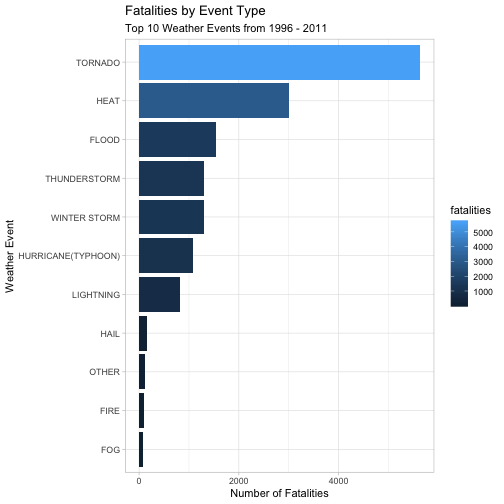 Fatalities by Event Type
Top 10 Weather Events from 1996 - 2011
Weather Event
TORNADO
HEAT
FLOOD
THUNDERSTORM
WINTER STORM
HURRICANE(TYPHOON)
LIGHTNING
HAIL
OTHER
FIRE
FOG
0 2000 4000
Number of Fatalities
fatalities
5000
4000
3000
2000
1000